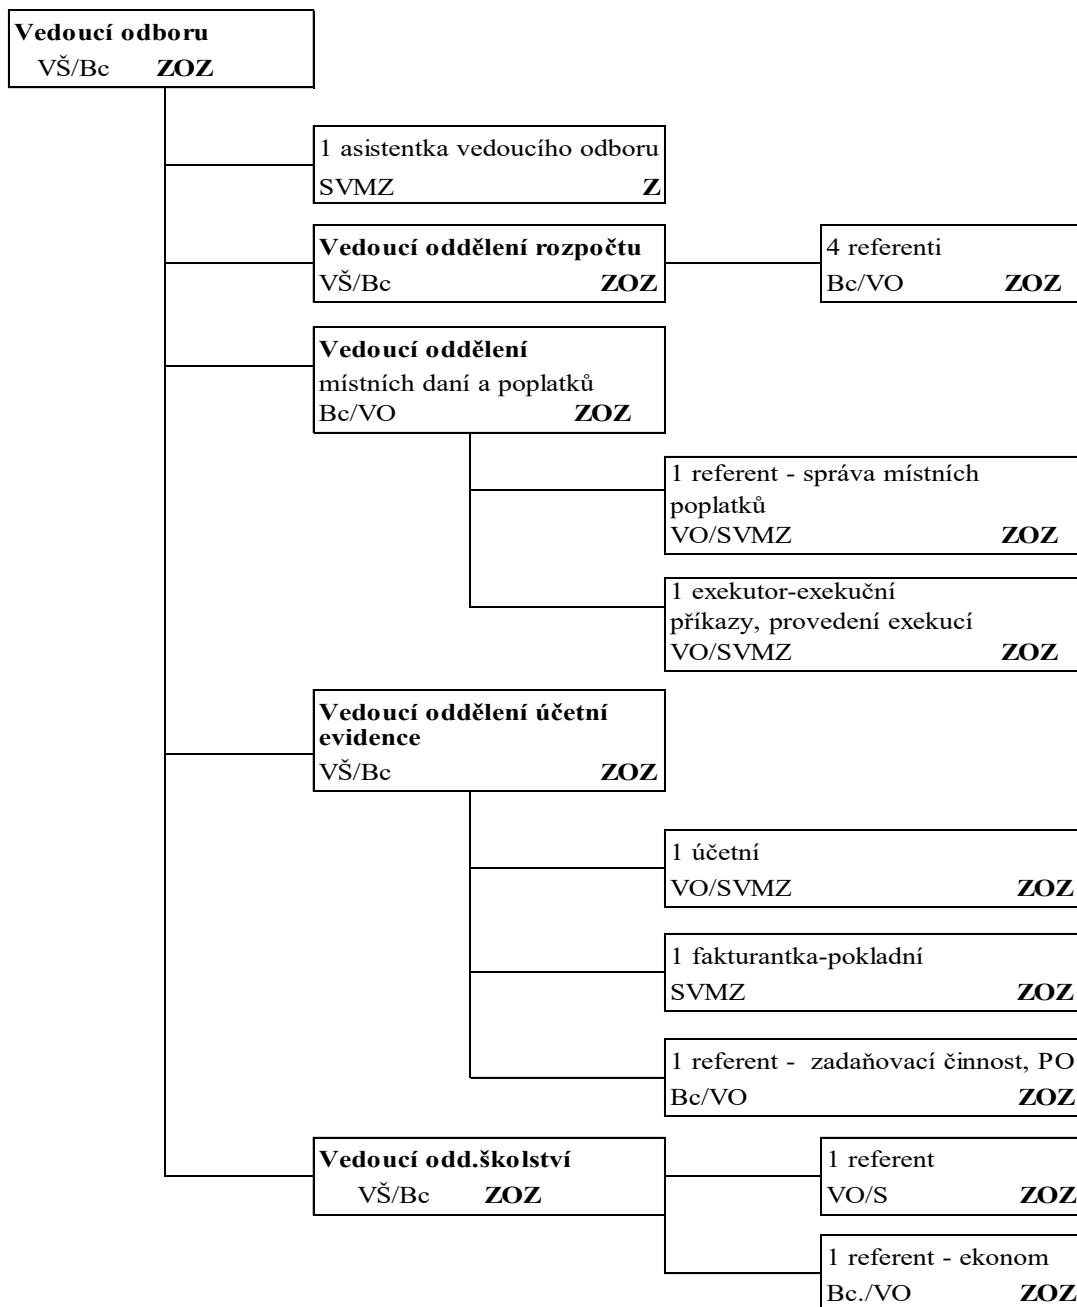 Vedoucí odboru
VŠ/Bc ZOZ
1 asistentka vedoucího odboru
SVMZ Z
Vedoucí oddělení rozpočtu
VŠ/Bc ZOZ
4 referenti
Bc/VO ZOZ
Vedoucí oddělení
místních daní a poplatků
Bc/VO ZOZ
1 referent - správa místních
poplatků
VO/SVMZ ZOZ
1 exekutor-exekuční
příkazy, provedení exekucí
VO/SVMZ ZOZ
Vedoucí oddělení účetní
evidence
VŠ/Bc ZOZ
1 účetní
VO/SVMZ ZOZ
1 fakturantka-pokladní
SVMZ ZOZ
1 referent - zadaňovací činnost, PO
Bc/VO ZOZ
Vedoucí odd.školství
VŠ/Bc ZOZ
1 referent
VO/S ZOZ
1 referent - ekonom
Bc./VO ZOZ